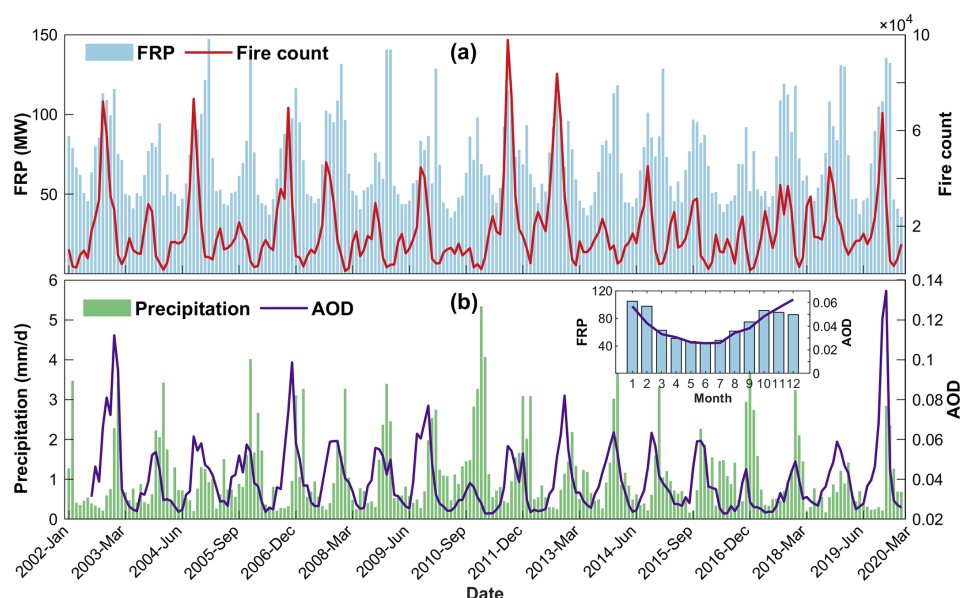 ×10⁴
150
100
50
FRP (MW)
FRP
Fire count
(a)
10
6
2
Fire count
6
5
4
3
2
1
0
Precipitation (mm/d)
Precipitation
AOD
(b)
0.14
0.12
0.1
0.08
0.06
0.04
0.02
AOD
120
80
40
FRP
0.06
0.04
0.02
0
AOD
1 2 3 4 5 6 7 8 9 10 11 12
Month
2002-Jan 2003-Mar 2004-Jun 2005-Sep 2006-Dec 2008-Mar 2009-Jun 2010-Sep 2011-Dec 2013-Mar 2014-Jun 2015-Sep 2016-Dec 2018-Mar 2019-Jun 2020-Mar
Date